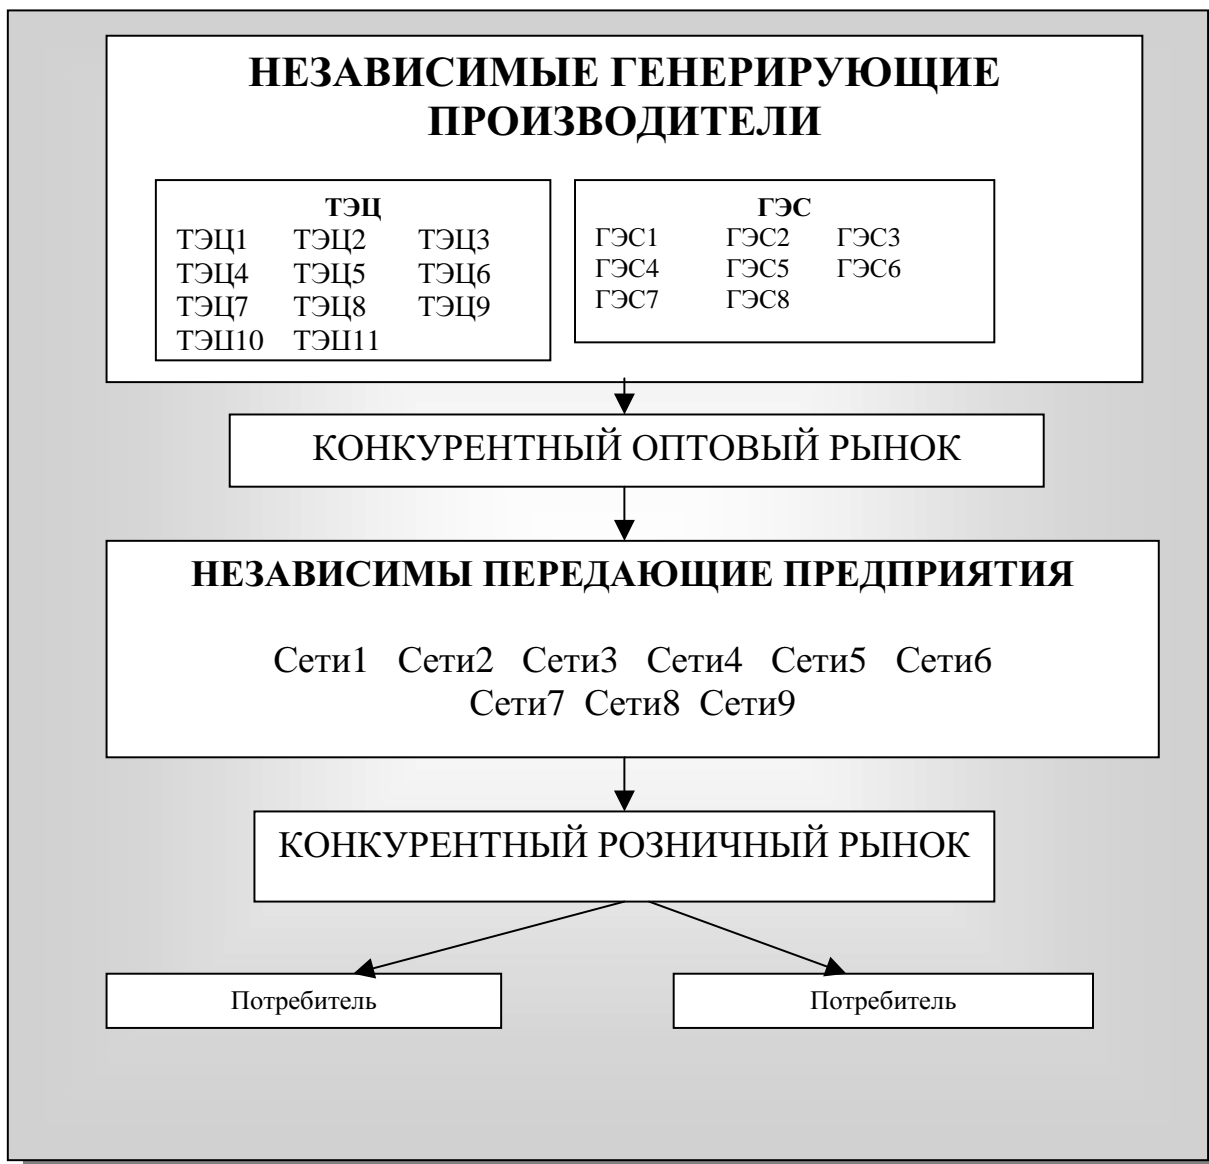 НЕЗАВИСИМЫЕ ГЕНЕРИРУЮЩИЕ
ПРОИЗВОДИТЕЛИ
ТЭЦ
ТЭЦ1 ТЭЦ2 ТЭЦ3
ТЭЦ4 ТЭЦ5 ТЭЦ6
ТЭЦ7 ТЭЦ8 ТЭЦ9
ТЭЦ10 ТЭЦ11
ГЭС
ГЭС1 ГЭС2 ГЭС3
ГЭС4 ГЭС5 ГЭС6
ГЭС7 ГЭС8
КОНКУРЕНТНЫЙ ОПТОВЫЙ РЫНОК
НЕЗАВИСИМЫ ПЕРЕДАЮЩИЕ ПРЕДПРИЯТИЯ
Сети1 Сети2 Сети3 Сети4 Сети5 Сети6
Сети7 Сети8 Сети9
КОНКУРЕНТНЫЙ РОЗНИЧНЫЙ РЫНОК
Потребитель
Потребитель